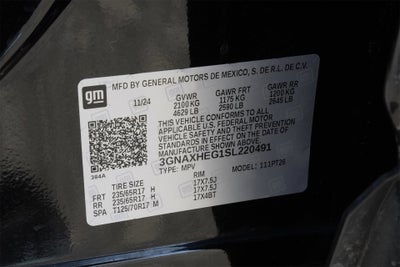 MFD BY GENERAL MOTORS DE MEXICO, S. DE R.L. DE C.V.
gm
11/24 GVWR GAWR FRT GAWR RR
2100 KG 1175 KG 1200 KG
4629 LB 2590 LB 2645 LB
THIS VEHICLE CONFORMS TO ALL
APPLICABLE U.S. FEDERAL MOTOR
VEHICLE SAFETY AND THEFT PREVENTION
STANDARDS IN EFFECT ON THE DATE OF
MANUFACTURE SHOWN ABOVE.
3GNAXHEG1SL220491
384A TYPE: MPV MODEL: 11PT26
TIRE SIZE RIM
FRT 235/65R17 H 17X7.5J
RR 235/65R17 H 17X7.5J
SPA T125/70R17 M 17X4BT